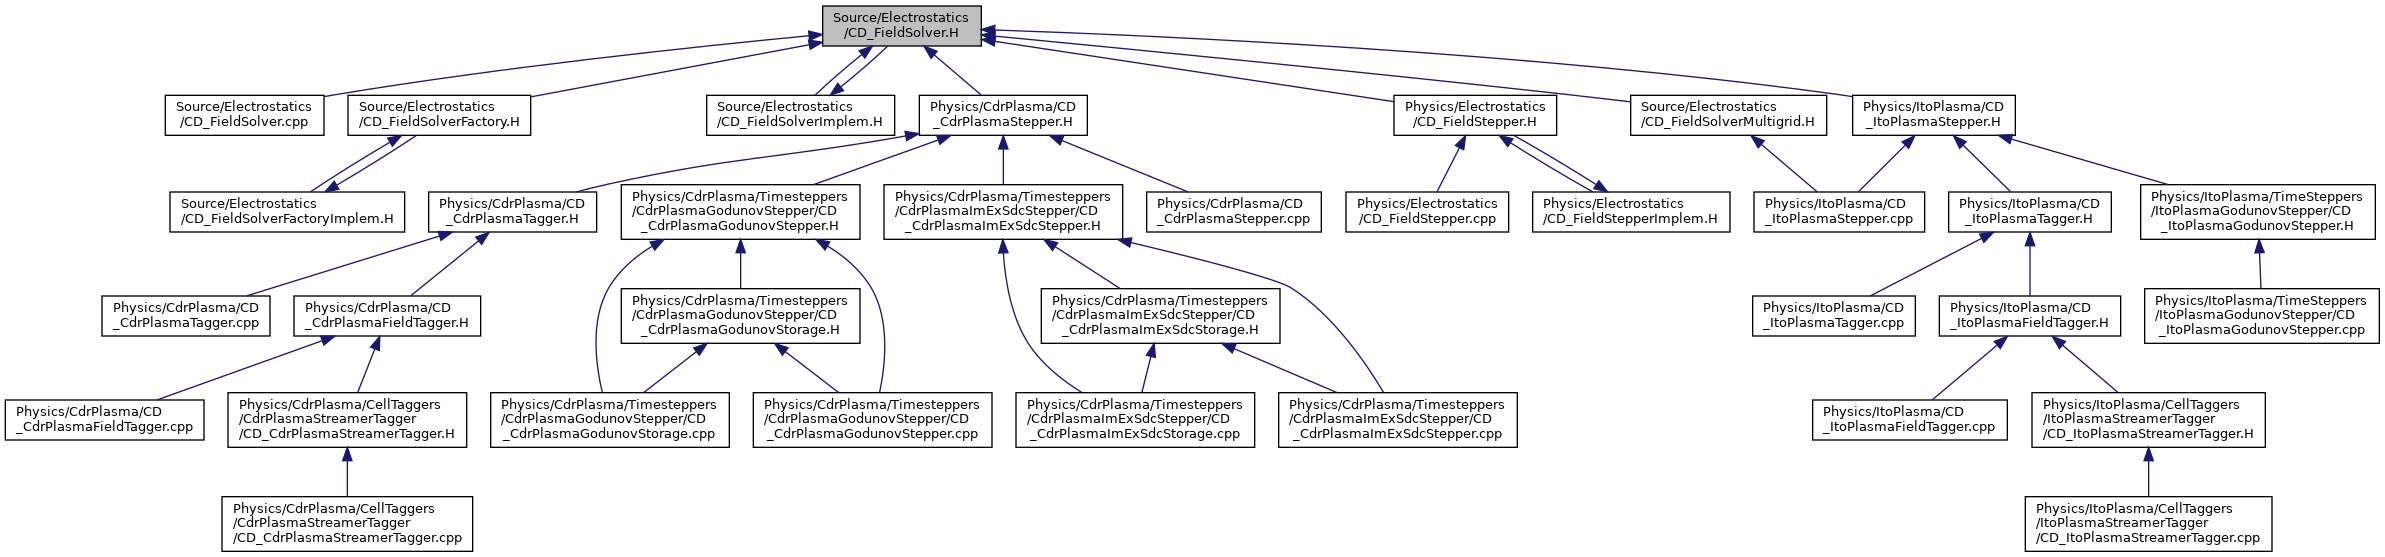 Source/Electrostatics
/CD_FieldSolver.H
Source/Electrostatics
/CD_FieldSolver.cpp
Source/Electrostatics
/CD_FieldSolverFactory.H
Source/Electrostatics
/CD_FieldSolverImplem.H
Physics/CdrPlasma/CD
_CdrPlasmaStepper.H
Physics/Electrostatics
/CD_FieldStepper.H
Source/Electrostatics
/CD_FieldSolverMultigrid.H
Physics/ItoPlasma/CD
_ItoPlasmaStepper.H
Source/Electrostatics
/CD_FieldSolverFactoryImplem.H
Physics/CdrPlasma/CD
_CdrPlasmaTagger.H
Physics/CdrPlasma/Timesteppers
/CdrPlasmaGodunovStepper/CD
_CdrPlasmaGodunovStepper.H
Physics/CdrPlasma/Timesteppers
/CdrPlasmaImExSdcStepper/CD
_CdrPlasmaImExSdcStepper.H
Physics/CdrPlasma/CD
_CdrPlasmaStepper.cpp
Physics/Electrostatics
/CD_FieldStepper.cpp
Physics/Electrostatics
/CD_FieldStepperImplem.H
Physics/ItoPlasma/CD
_ItoPlasmaStepper.cpp
Physics/ItoPlasma/CD
_ItoPlasmaTagger.H
Physics/ItoPlasma/TimeSteppers
/ItoPlasmaGodunovStepper/CD
_ItoPlasmaGodunovStepper.H
Physics/CdrPlasma/CD
_CdrPlasmaTagger.cpp
Physics/CdrPlasma/CD
_CdrPlasmaFieldTagger.H
Physics/CdrPlasma/Timesteppers
/CdrPlasmaGodunovStepper/CD
_CdrPlasmaGodunovStorage.H
Physics/CdrPlasma/Timesteppers
/CdrPlasmaImExSdcStepper/CD
_CdrPlasmaImExSdcStorage.H
Physics/ItoPlasma/CD
_ItoPlasmaTagger.cpp
Physics/ItoPlasma/CD
_ItoPlasmaFieldTagger.H
Physics/ItoPlasma/TimeSteppers
/ItoPlasmaGodunovStepper/CD
_ItoPlasmaGodunovStepper.cpp
Physics/CdrPlasma/CD
_CdrPlasmaFieldTagger.cpp
Physics/CdrPlasma/CellTaggers
/CdrPlasmaStreamerTagger
/CD_CdrPlasmaStreamerTagger.H
Physics/CdrPlasma/Timesteppers
/CdrPlasmaGodunovStepper/CD
_CdrPlasmaGodunovStorage.cpp
Physics/CdrPlasma/Timesteppers
/CdrPlasmaGodunovStepper/CD
_CdrPlasmaGodunovStepper.cpp
Physics/CdrPlasma/Timesteppers
/CdrPlasmaImExSdcStepper/CD
_CdrPlasmaImExSdcStorage.cpp
Physics/CdrPlasma/Timesteppers
/CdrPlasmaImExSdcStepper/CD
_CdrPlasmaImExSdcStepper.cpp
Physics/ItoPlasma/CD
_ItoPlasmaFieldTagger.cpp
Physics/ItoPlasma/CellTaggers
/ItoPlasmaStreamerTagger
/CD_ItoPlasmaStreamerTagger.H
Physics/CdrPlasma/CellTaggers
/CdrPlasmaStreamerTagger
/CD_CdrPlasmaStreamerTagger.cpp
Physics/ItoPlasma/CellTaggers
/ItoPlasmaStreamerTagger
/CD_ItoPlasmaStreamerTagger.cpp